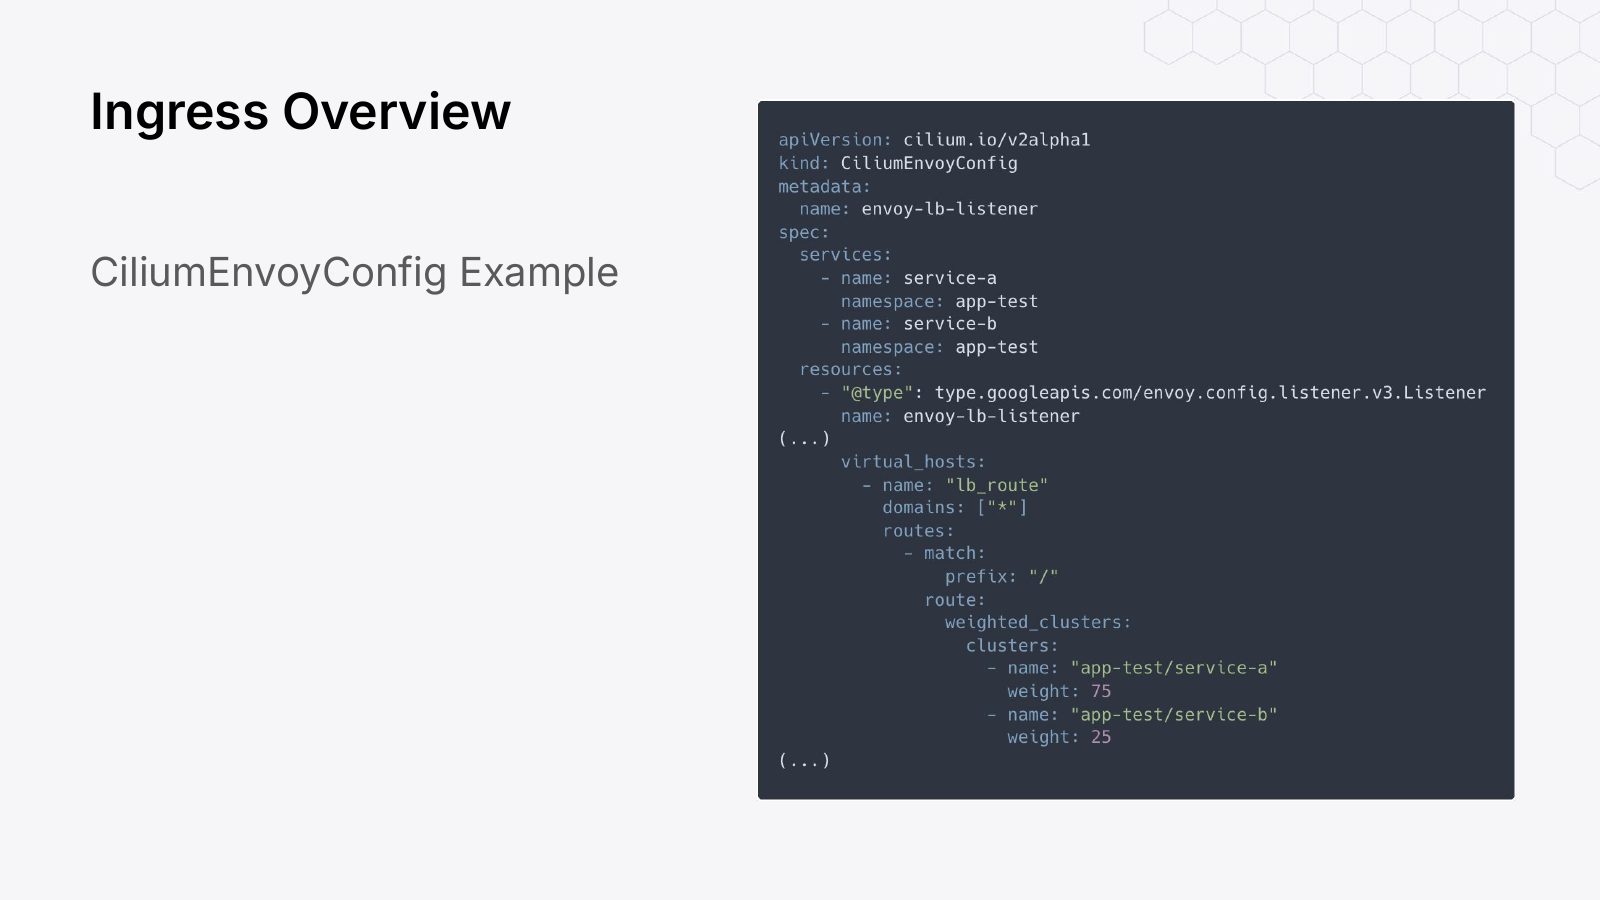 Ingress Overview
CiliumEnvoyConfig Example
apiVersion: cilium.io/v2alpha1
kind: CiliumEnvoyConfig
metadata:
  name: envoy-lb-listener
spec:
  services:
    - name: service-a
      namespace: app-test
    - name: service-b
      namespace: app-test
  resources:
    - "@type": type.googleapis.com/envoy.config.listener.v3.Listener
      name: envoy-lb-listener
(...)
      virtual_hosts:
        - name: "lb_route"
          domains: ["*"]
          routes:
            - match:
                prefix: "/"
              route:
                weighted_clusters:
                  clusters:
                    - name: "app-test/service-a"
                      weight: 75
                    - name: "app-test/service-b"
                      weight: 25
(...)